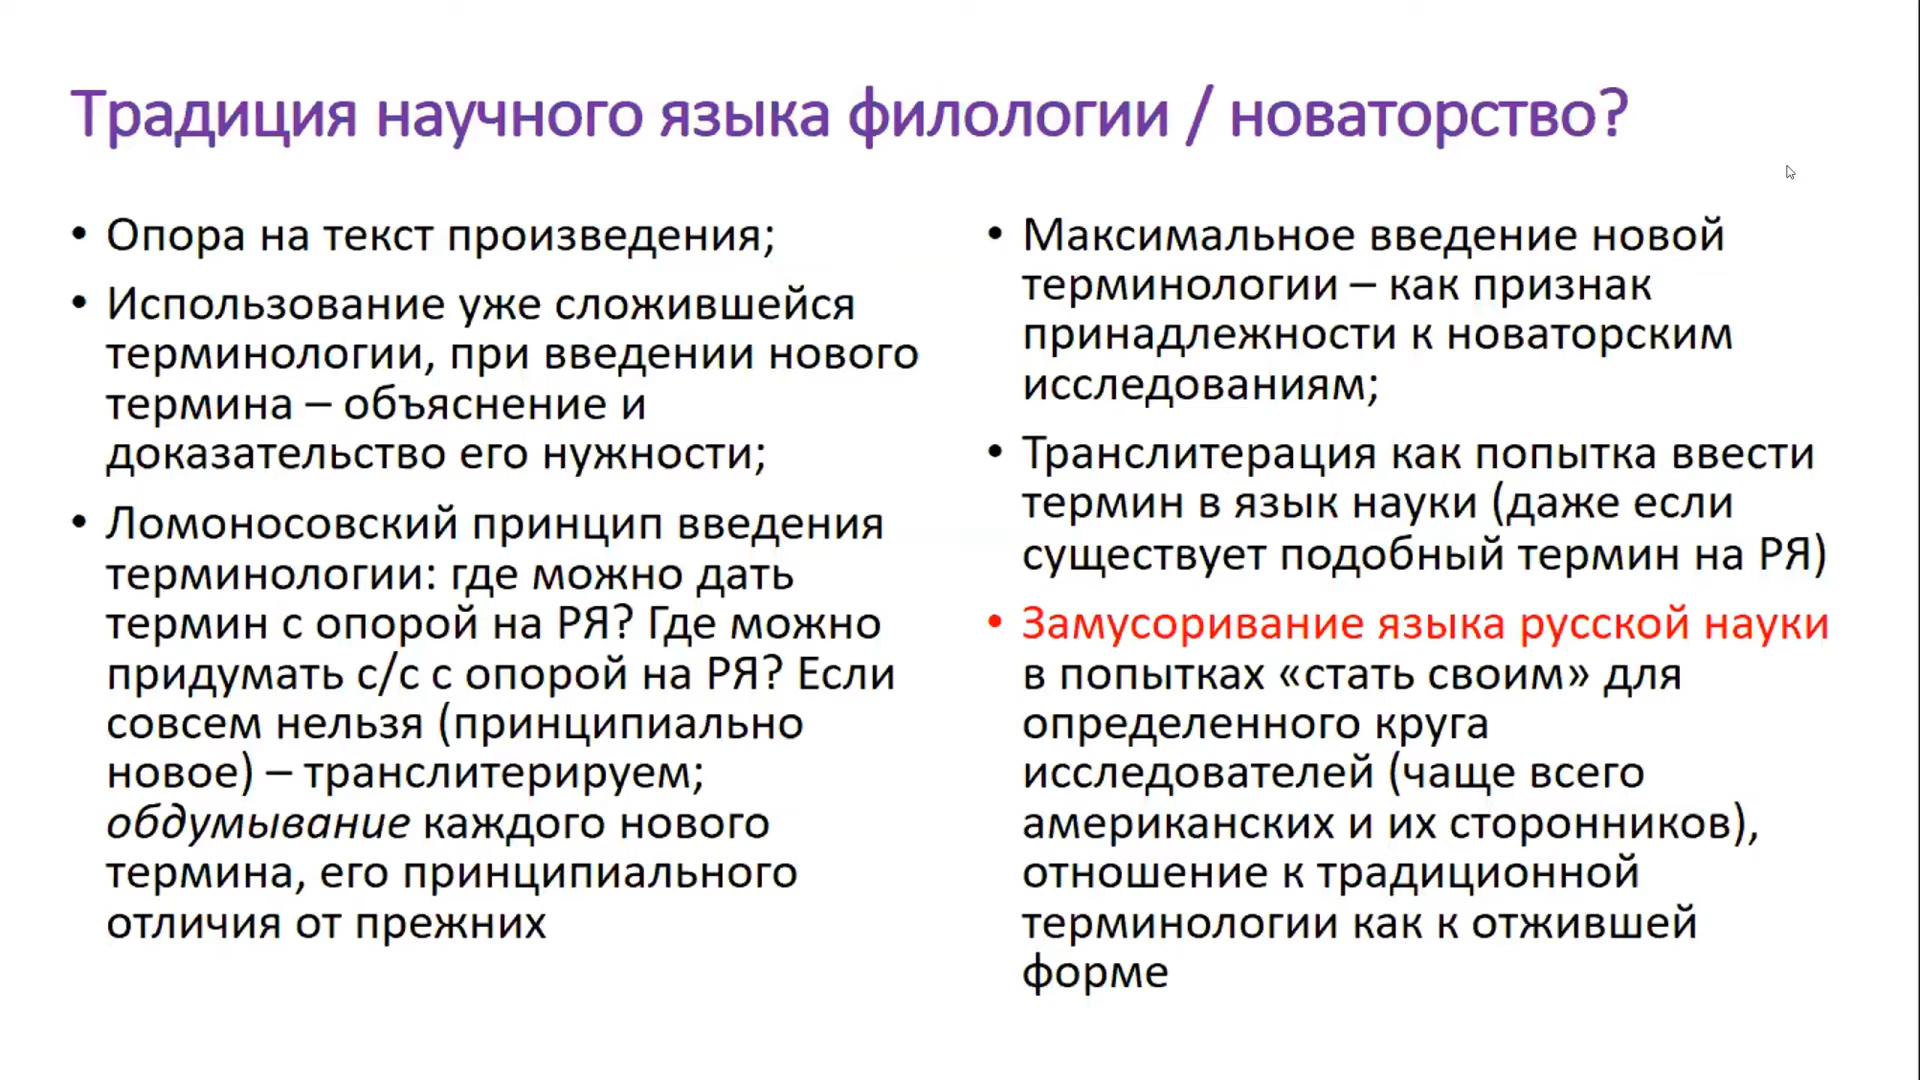 Традиция научного языка филологии / новаторство?
• Опора на текст произведения;
• Использование уже сложившейся
терминологии, при введении нового
термина – объяснение и
доказательство его нужности;
• Ломоносовский принцип введения
терминологии: где можно дать
термин с опорой на РЯ? Где можно
придумать с/с с опорой на РЯ? Если
совсем нельзя (принципиально
новое) – транслитерируем;
обдумывание каждого нового
термина, его принципиального
отличия от прежних
• Максимальное введение новой
терминологии – как признак
принадлежности к новаторским
исследованиям;
• Транслитерация как попытка ввести
термин в язык науки (даже если
существует подобный термин на РЯ)
• Замусоривание языка русской науки
в попытках «стать своим» для
определенного круга
исследователей (чаще всего
американских и их сторонников),
отношение к традиционной
терминологии как к отжившей
форме